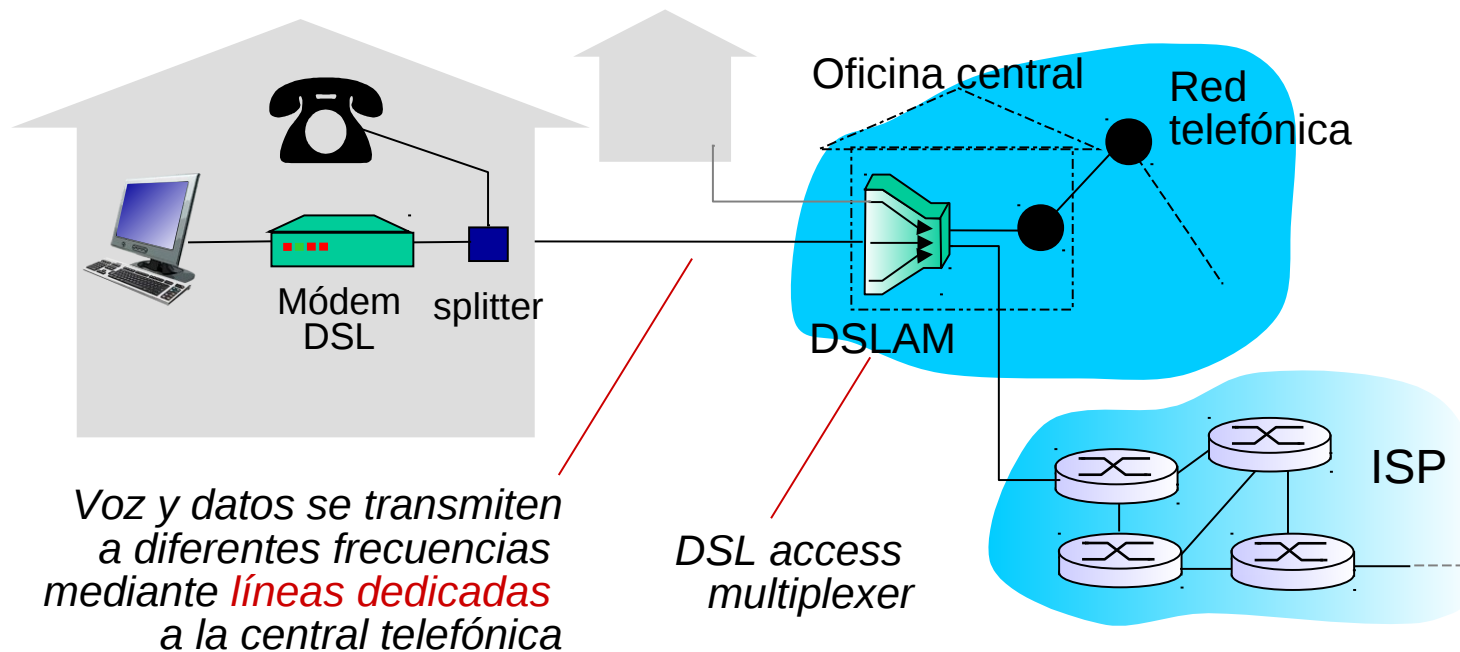 Oficina central
Red
telefónica
Módem
DSL
splitter
DSLAM
ISP
Voz y datos se transmiten
a diferentes frecuencias
mediante líneas dedicadas
a la central telefónica
DSL access
multiplexer